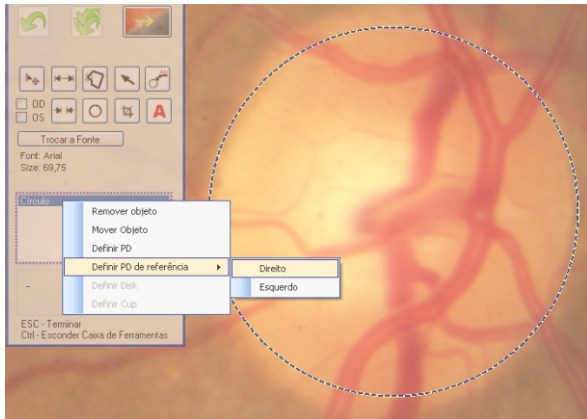 OD
OS
A
Trocar a Fonte
Font: Arial
Size: 69,75
Círculo
Remover objeto
Mover Objeto
Definir PD
Definir PD de referência
Direito
Esquerdo
Definir Disk
Definir Cup
ESC - Terminar
Ctrl - Esconder Caixa de Ferramentas